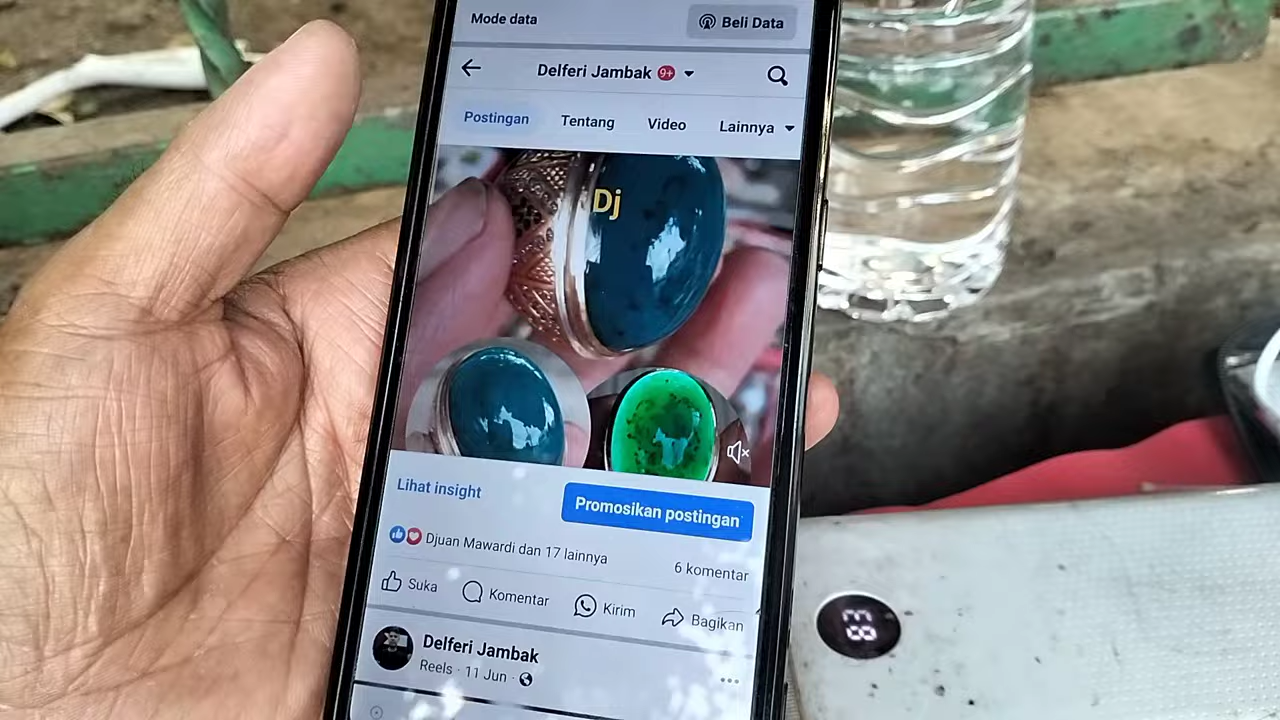 Mode data
Beli Data
Delferi Jambak 9+
Postingan Tentang Video Lainnya
Dj
Lihat insight
Promosikan postingan
Djuan Mawardi dan 17 lainnya
6 komentar
Suka Komentar Kirim Bagikan
Delferi Jambak
Reels · 11 Jun ·